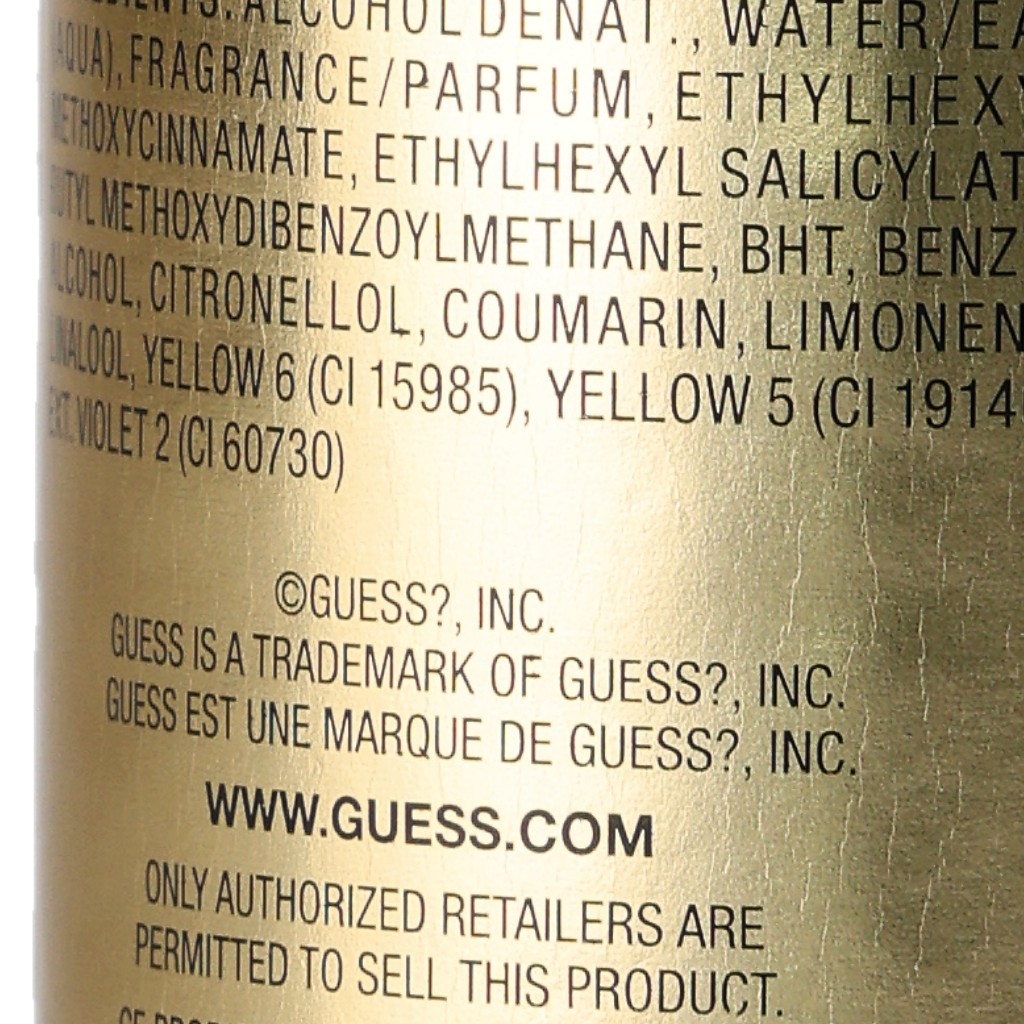 ALCOHOL DENAT., WATER/EA
AQUA), FRAGRANCE/PARFUM, ETHYLHEXY
METHOXYCINNAMATE, ETHYLHEXYL SALICYLAT
BUTYL METHOXYDIBENZOYLMETHANE, BHT, BENZ
ALCOHOL, CITRONELLOL, COUMARIN, LIMONEN
LINALOOL, YELLOW 6 (CI 15985), YELLOW 5 (CI 1914
EXT. VIOLET 2 (CI 60730)
©GUESS?, INC.
GUESS IS A TRADEMARK OF GUESS?, INC.
GUESS EST UNE MARQUE DE GUESS?, INC.
WWW.GUESS.COM
ONLY AUTHORIZED RETAILERS ARE
PERMITTED TO SELL THIS PRODUCT.